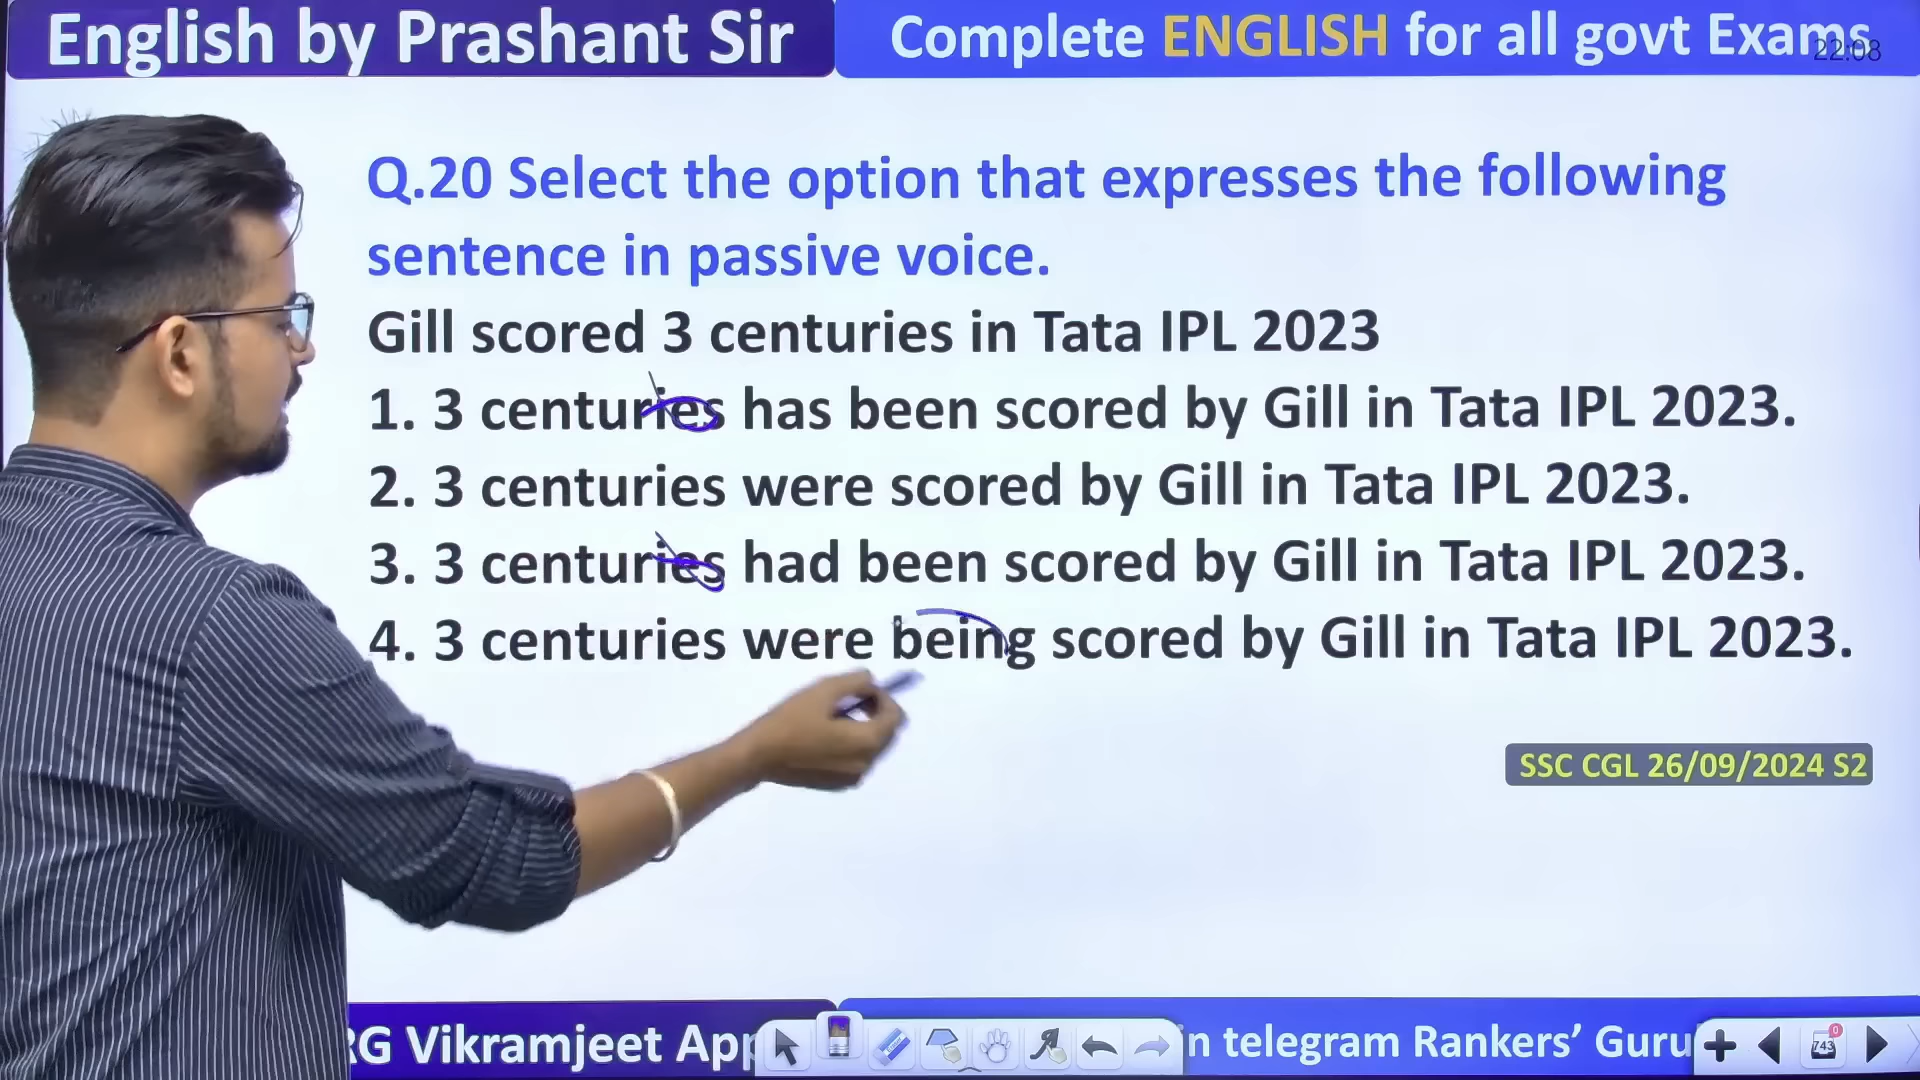 English by Prashant Sir
Complete ENGLISH for all govt Exams
22:08
Q.20 Select the option that expresses the following
sentence in passive voice.
Gill scored 3 centuries in Tata IPL 2023
1. 3 centuries has been scored by Gill in Tata IPL 2023.
2. 3 centuries were scored by Gill in Tata IPL 2023.
3. 3 centuries had been scored by Gill in Tata IPL 2023.
4. 3 centuries were being scored by Gill in Tata IPL 2023.
SSC CGL 26/09/2024 S2
RG Vikramjeet App
in telegram Rankers' Guru
743
0